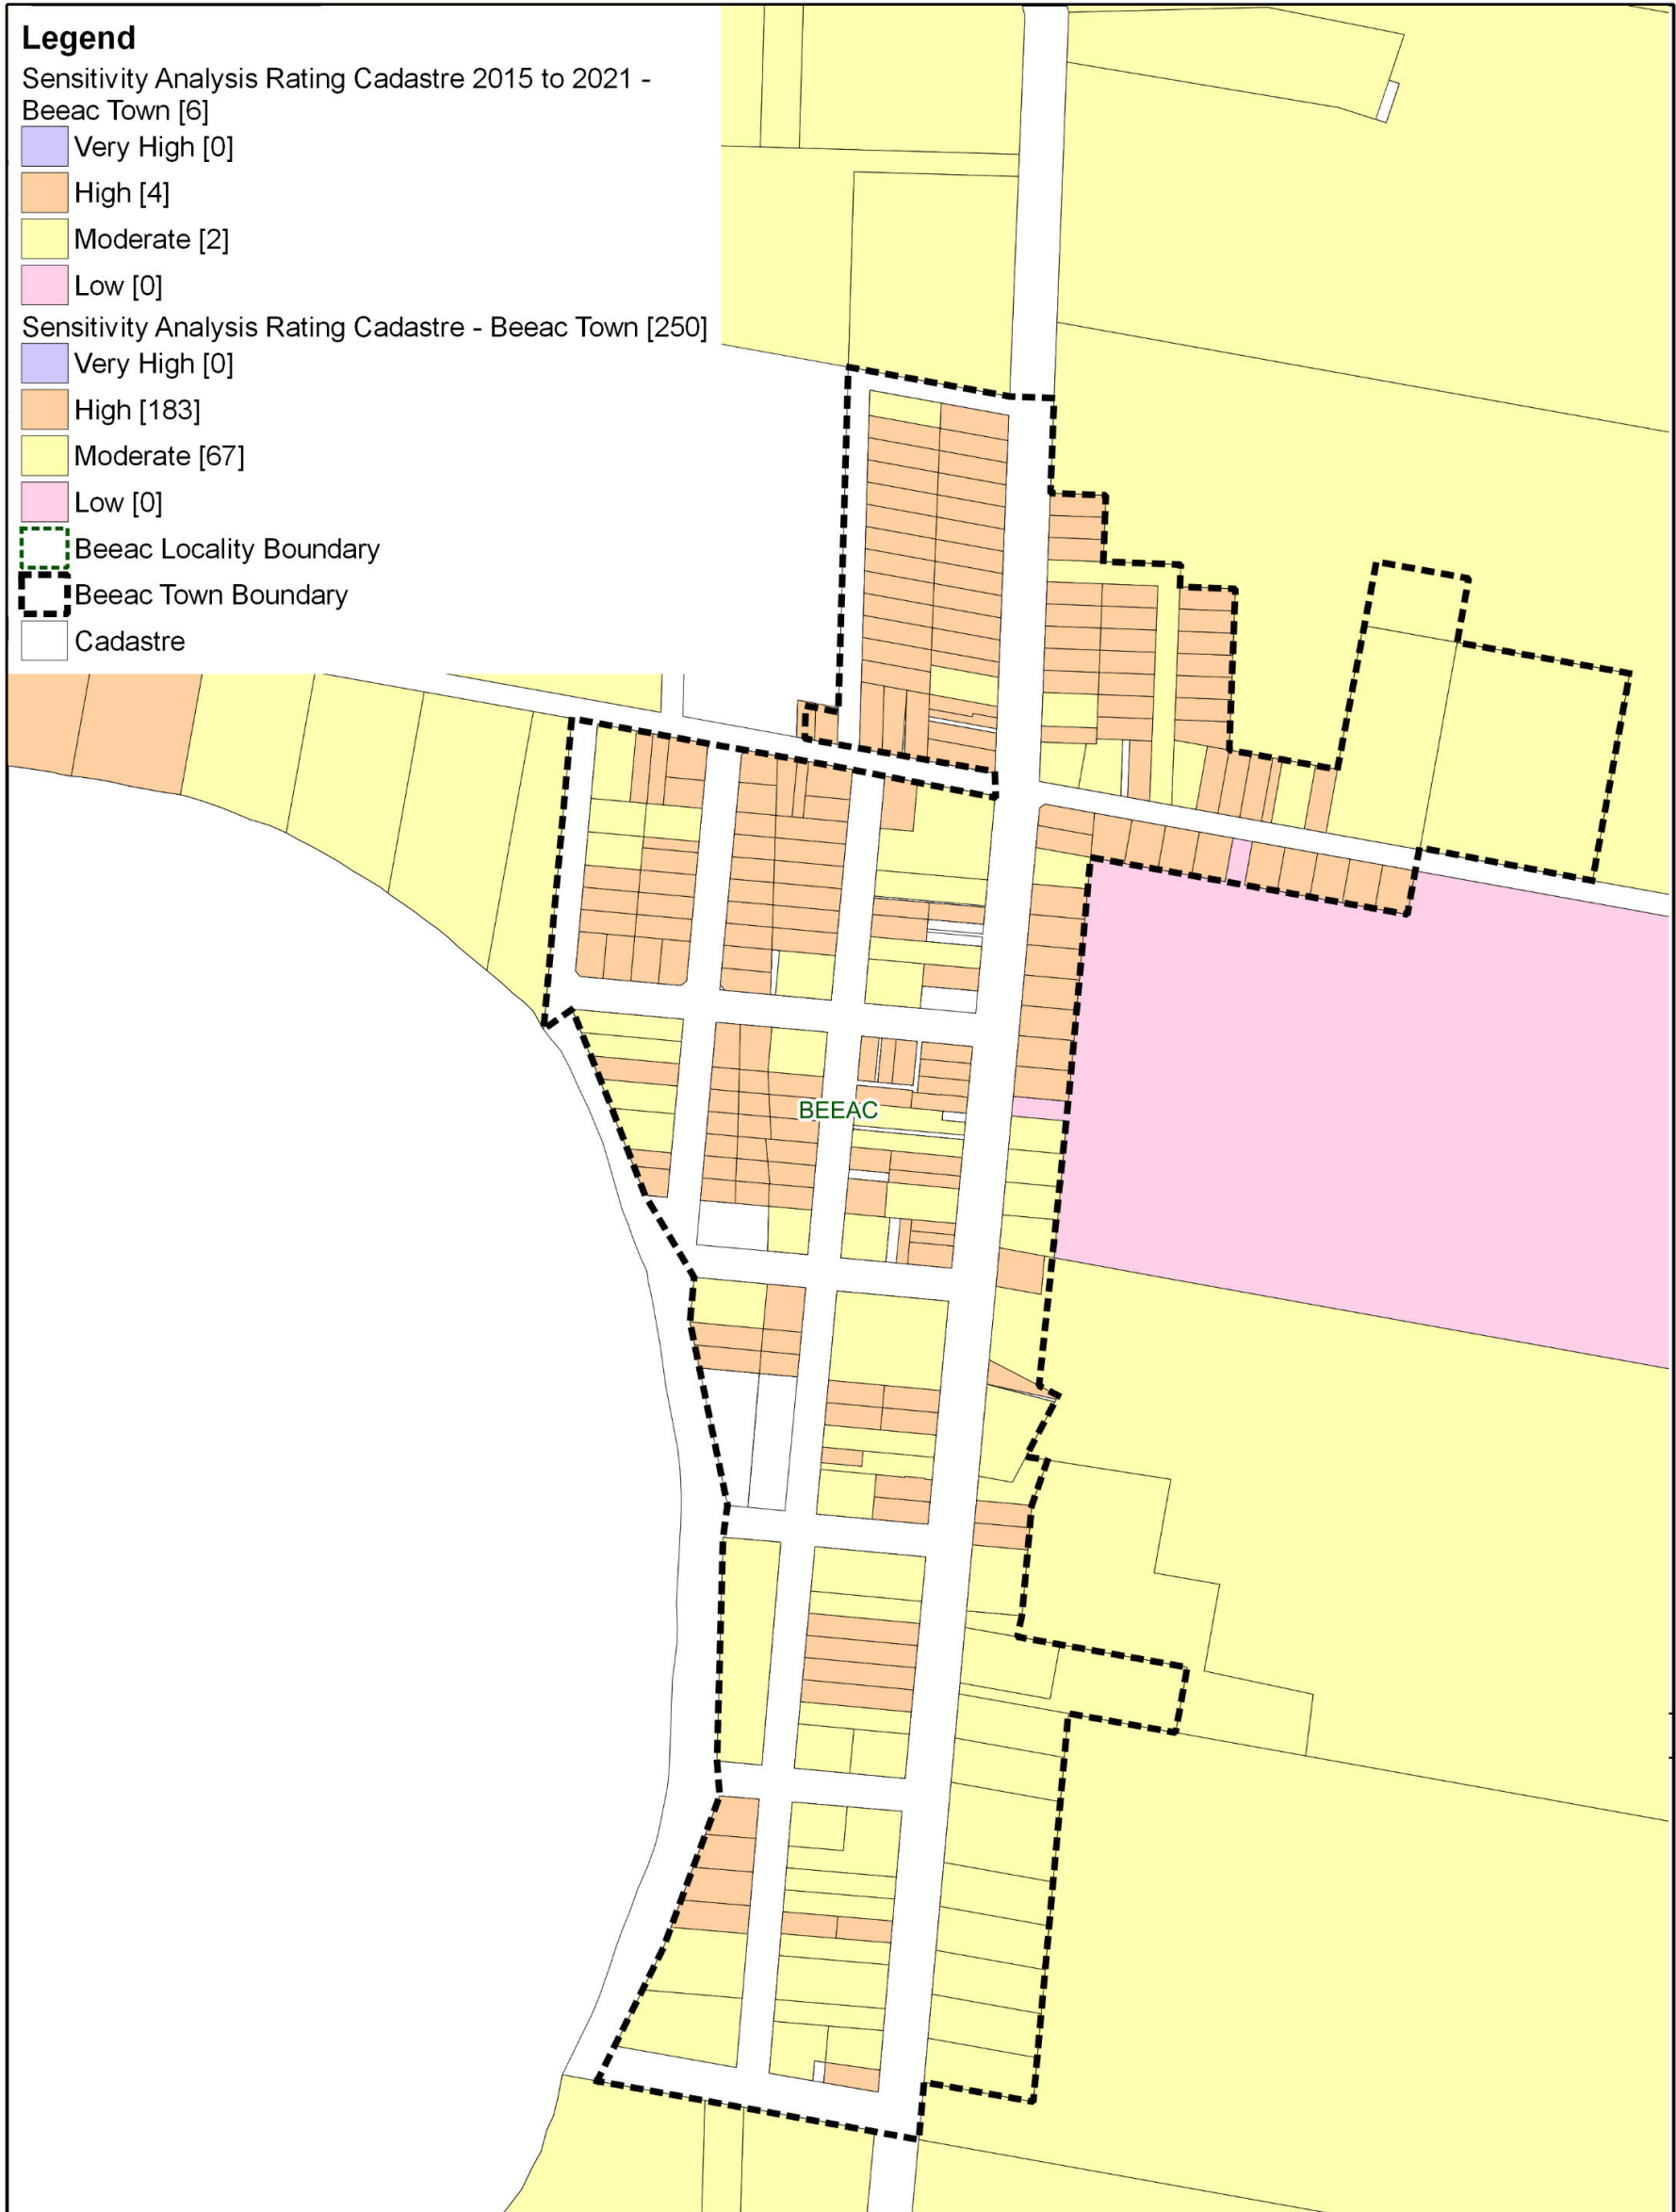 Legend
Sensitivity Analysis Rating Cadastre 2015 to 2021 -
Beeac Town [6]
Very High [0]
High [4]
Moderate [2]
Low [0]
Sensitivity Analysis Rating Cadastre - Beeac Town [250]
Very High [0]
High [183]
Moderate [67]
Low [0]
Beeac Locality Boundary
Beeac Town Boundary
Cadastre
BEEAC